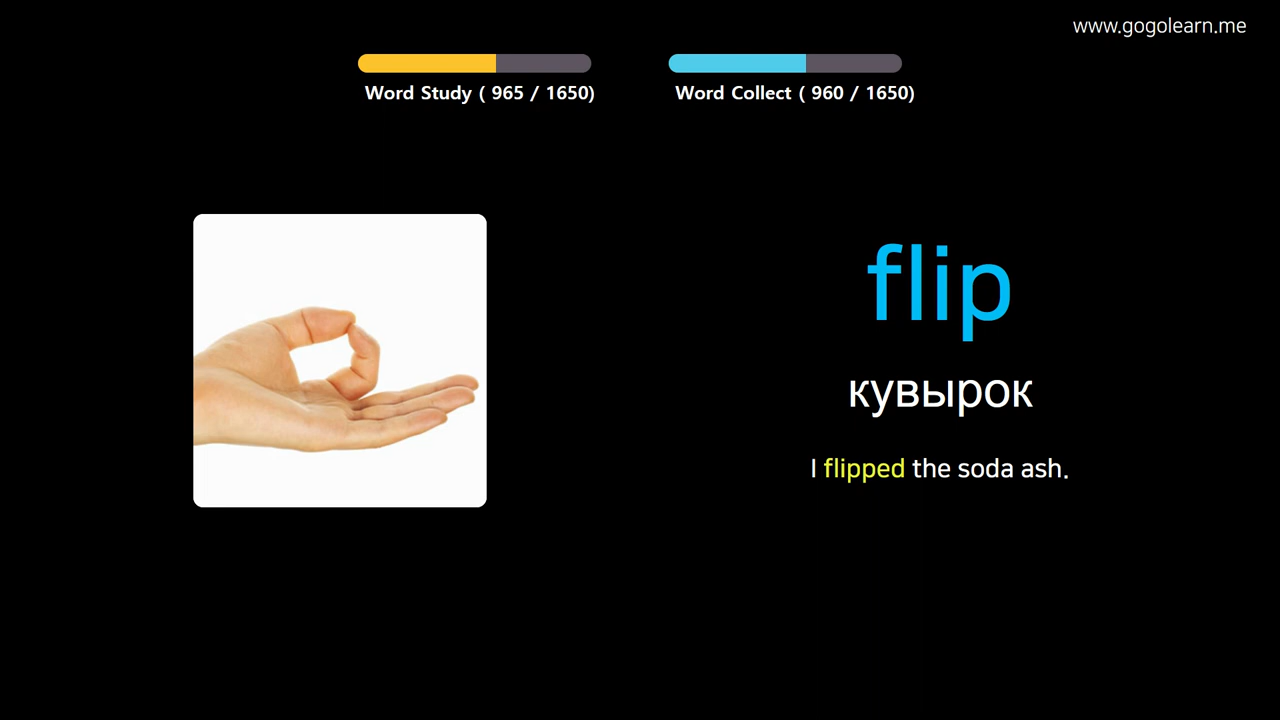 www.gogolearn.me
Word Study ( 965 / 1650)
Word Collect ( 960 / 1650)
flip
кувырок
I flipped the soda ash.